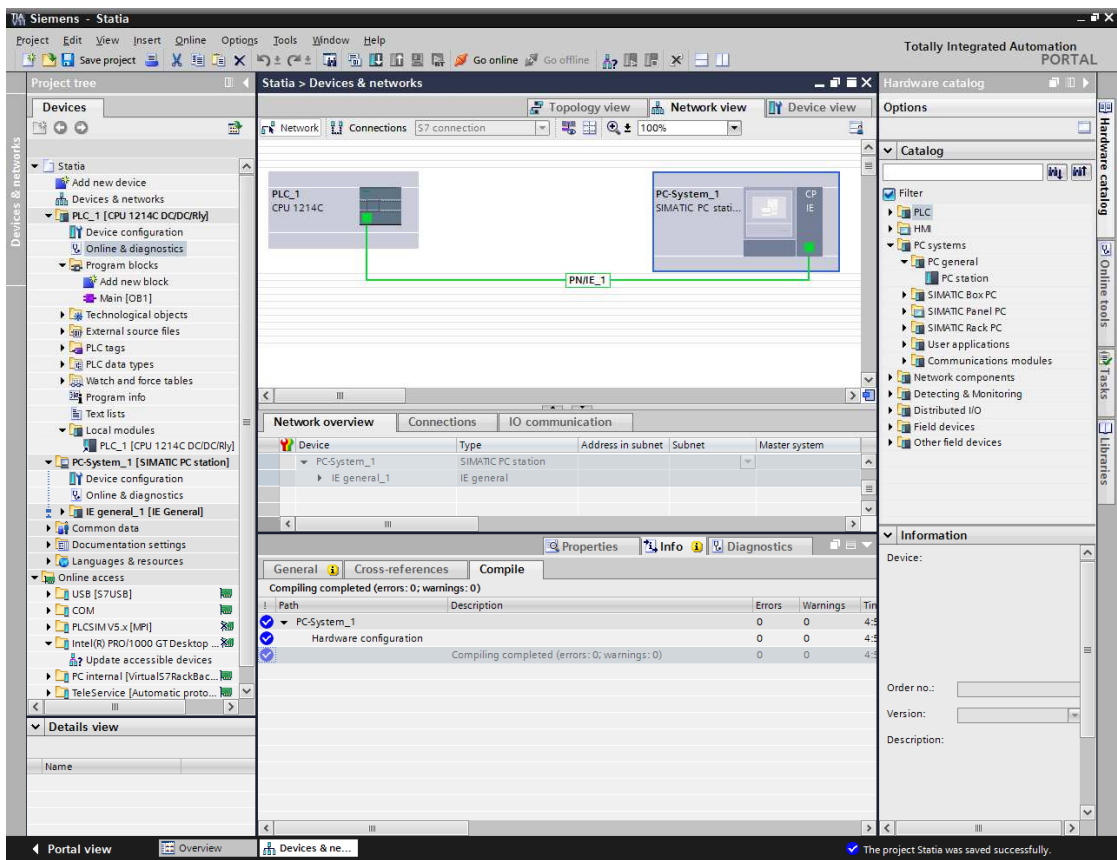 Siemens - Statia
Project Edit View Insert Online Options Tools Window Help
Totally Integrated Automation
PORTAL
Save project Go online Go offline
Project tree
Devices
Statia
Add new device
Devices & networks
PLC_1 [CPU 1214C DC/DC/Rly]
Device configuration
Online & diagnostics
Program blocks
Add new block
Main [OB1]
Technological objects
External source files
PLC tags
PLC data types
Watch and force tables
Program info
Text lists
Local modules
PLC_1 [CPU 1214C DC/DC/Rly]
PC-System_1 [SIMATIC PC station]
Device configuration
Online & diagnostics
IE general_1 [IE General]
Common data
Documentation settings
Languages & resources
Online access
USB [S7USB]
COM
PLCSIM V5.x [MPI]
Intel(R) PRO/1000 GT Desktop ...
Update accessible devices
PC internal [VirtualS7RackBac...
TeleService [Automatic proto...
Details view
Name
Devices & networks
Statia > Devices & networks
Topology view Network view Device view
Network Connections S7 connection 100%
PLC_1
CPU 1214C
PC-System_1
SIMATIC PC stati...
CP
IE
PN/IE_1
Network overview Connections IO communication
Device Type Address in subnet Subnet Master system
PC-System_1 SIMATIC PC station
IE general_1 IE general
Properties Info Diagnostics
General Cross-references Compile
Compiling completed (errors: 0; warnings: 0)
! Path Description Errors Warnings Tin
PC-System_1 0 0 4:5
Hardware configuration 0 0 4:5
Compiling completed (errors: 0; warnings: 0) 0 0 4:5
Hardware catalog
Options
Catalog
Filter
PLC
HMI
PC systems
PC general
PC station
SIMATIC Box PC
SIMATIC Panel PC
SIMATIC Rack PC
User applications
Communications modules
Network components
Detecting & Monitoring
Distributed I/O
Field devices
Other field devices
Information
Device:
Order no.:
Version:
Description:
Hardware catalog
Online tools
Tasks
Libraries
Portal view Overview Devices & ne... The project Statia was saved successfully.